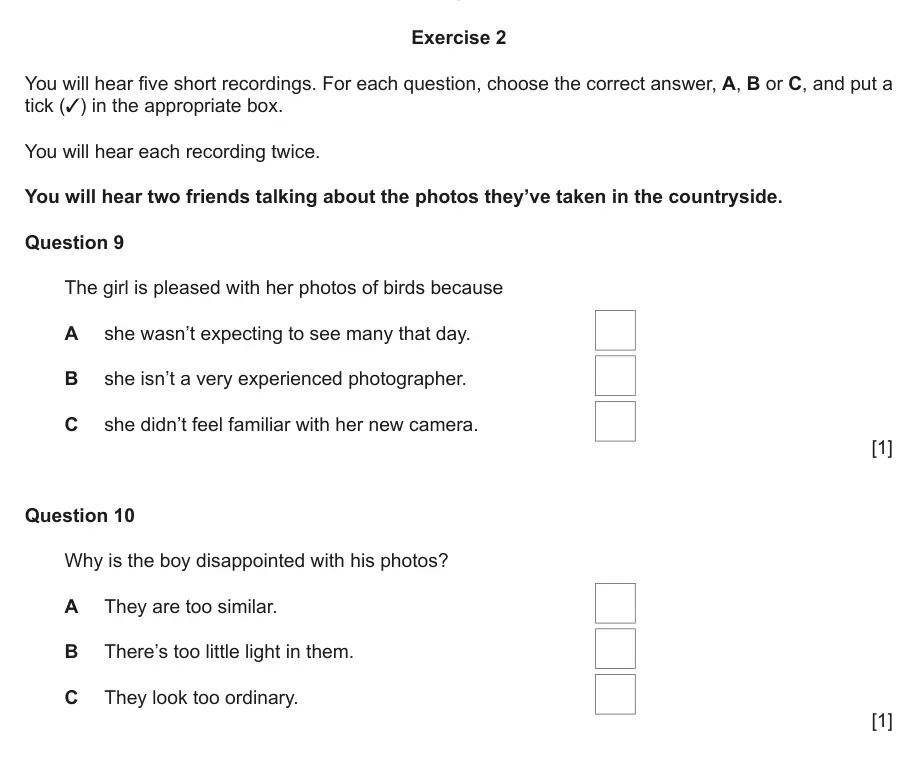 Exercise 2
You will hear five short recordings. For each question, choose the correct answer, A, B or C, and put a
tick (✓) in the appropriate box.
You will hear each recording twice.
You will hear two friends talking about the photos they’ve taken in the countryside.
Question 9
The girl is pleased with her photos of birds because
A she wasn’t expecting to see many that day.
B she isn’t a very experienced photographer.
C she didn’t feel familiar with her new camera.
[1]
Question 10
Why is the boy disappointed with his photos?
A They are too similar.
B There’s too little light in them.
C They look too ordinary.
[1]